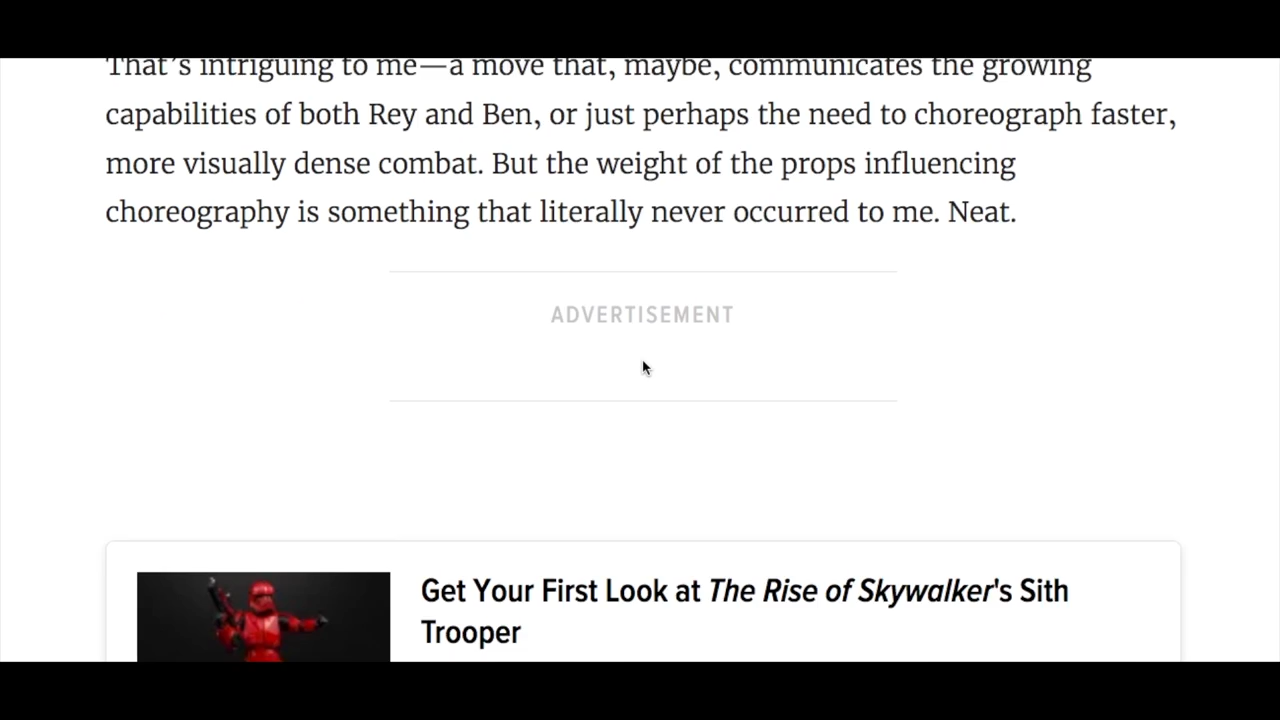 That's intriguing to me—a move that, maybe, communicates the growing
capabilities of both Rey and Ben, or just perhaps the need to choreograph faster,
more visually dense combat. But the weight of the props influencing
choreography is something that literally never occurred to me. Neat.
ADVERTISEMENT
Get Your First Look at The Rise of Skywalker's Sith
Trooper